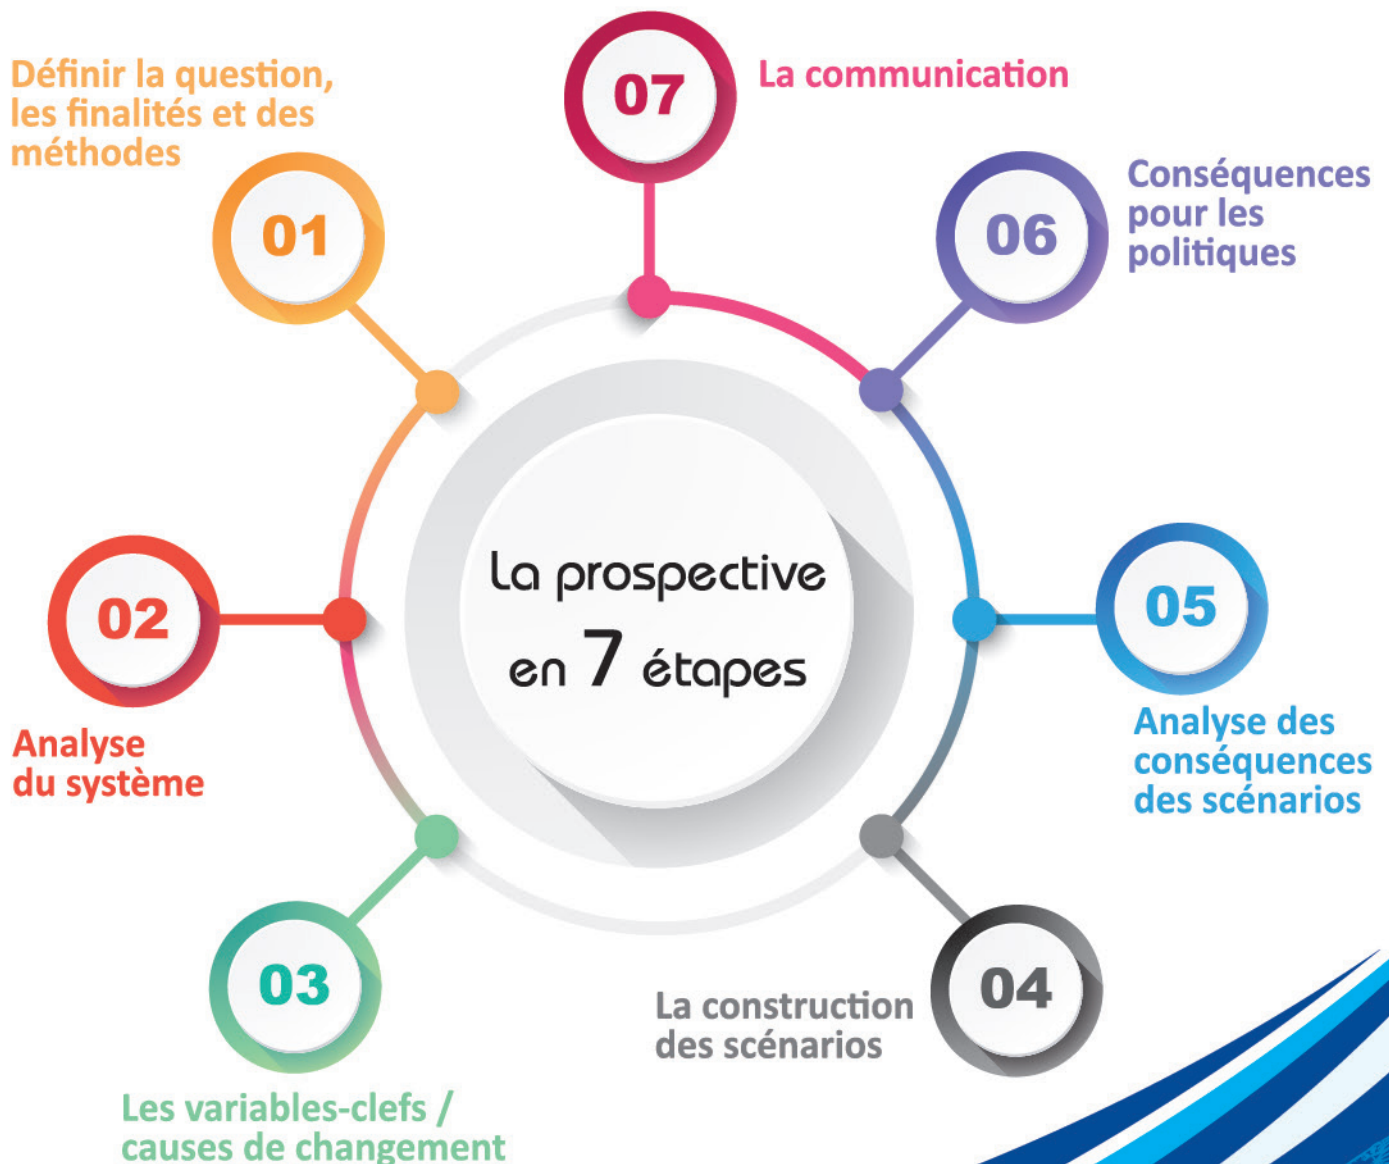 La prospective
en 7 étapes
01
Définir la question,
les finalités et des
méthodes
02
Analyse
du système
03
Les variables-clefs /
causes de changement
04
La construction
des scénarios
05
Analyse des
conséquences
des scénarios
06
Conséquences
pour les
politiques
07
La communication